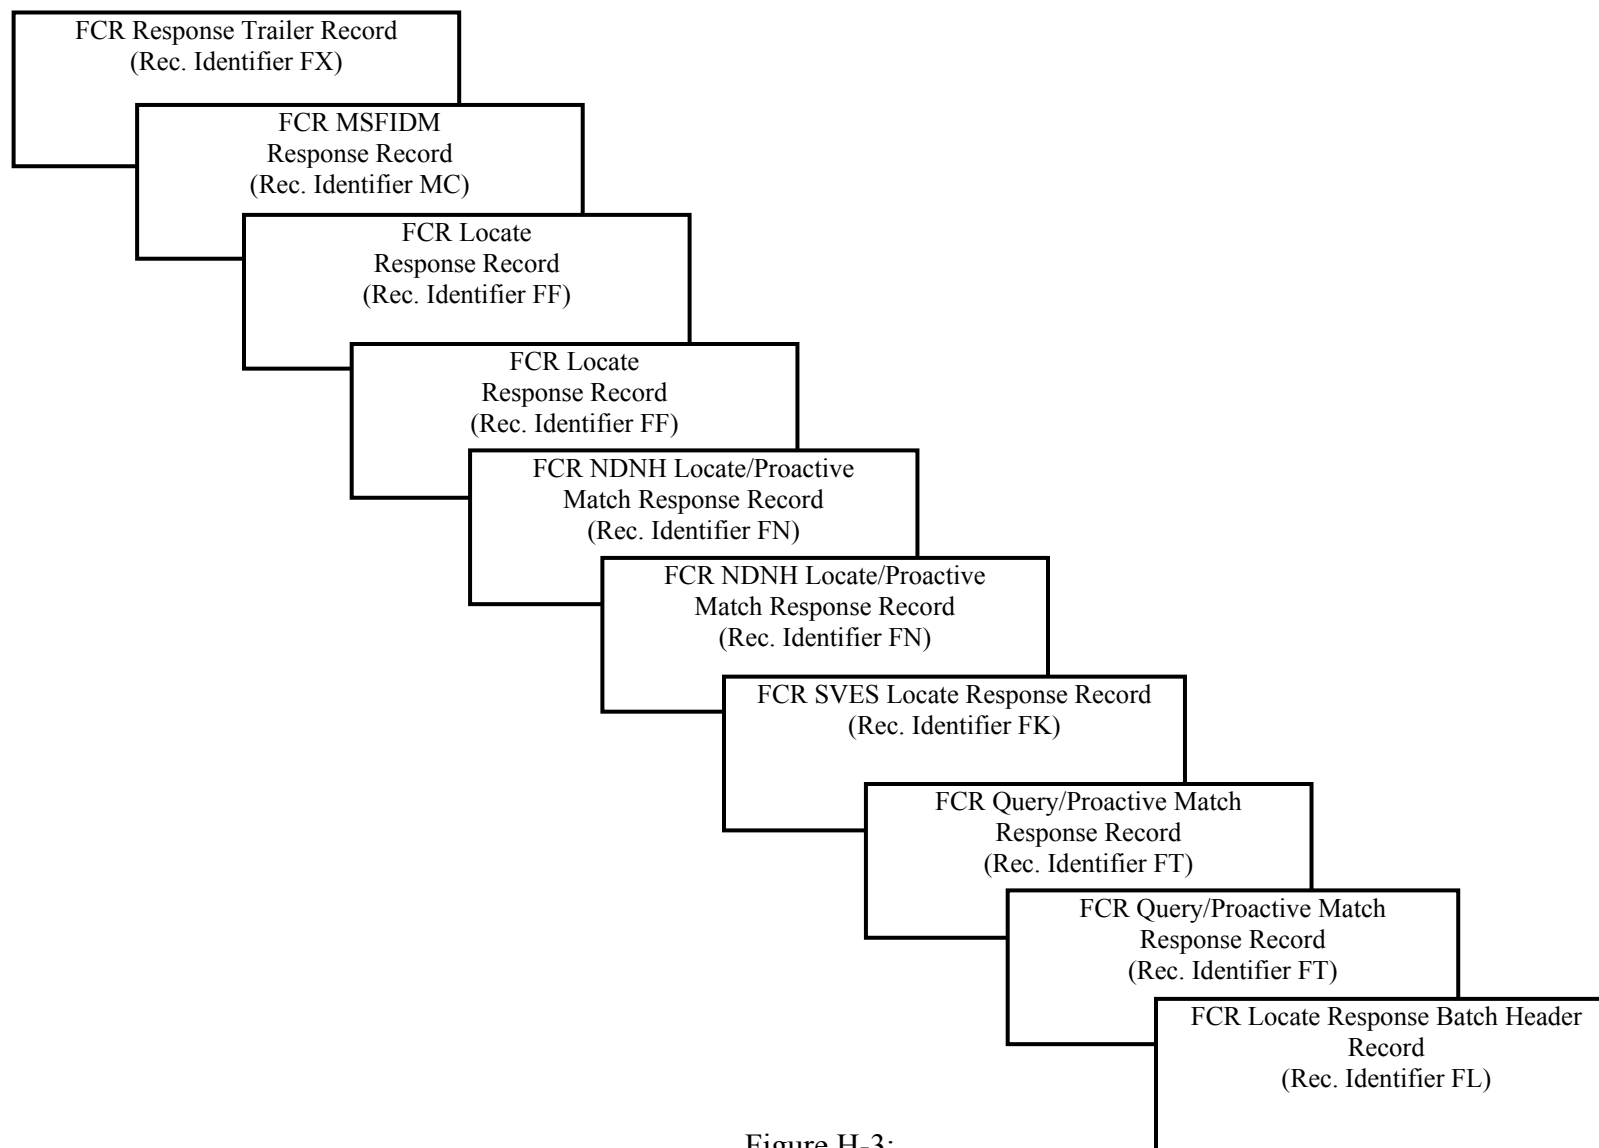 FCR Response Trailer Record
(Rec. Identifier FX)
FCR MSFIDM
Response Record
(Rec. Identifier MC)
FCR Locate
Response Record
(Rec. Identifier FF)
FCR Locate
Response Record
(Rec. Identifier FF)
FCR NDNH Locate/Proactive
Match Response Record
(Rec. Identifier FN)
FCR NDNH Locate/Proactive
Match Response Record
(Rec. Identifier FN)
FCR SVES Locate Response Record
(Rec. Identifier FK)
FCR Query/Proactive Match
Response Record
(Rec. Identifier FT)
FCR Query/Proactive Match
Response Record
(Rec. Identifier FT)
FCR Locate Response Batch Header
Record
(Rec. Identifier FL)
Figure H-3: